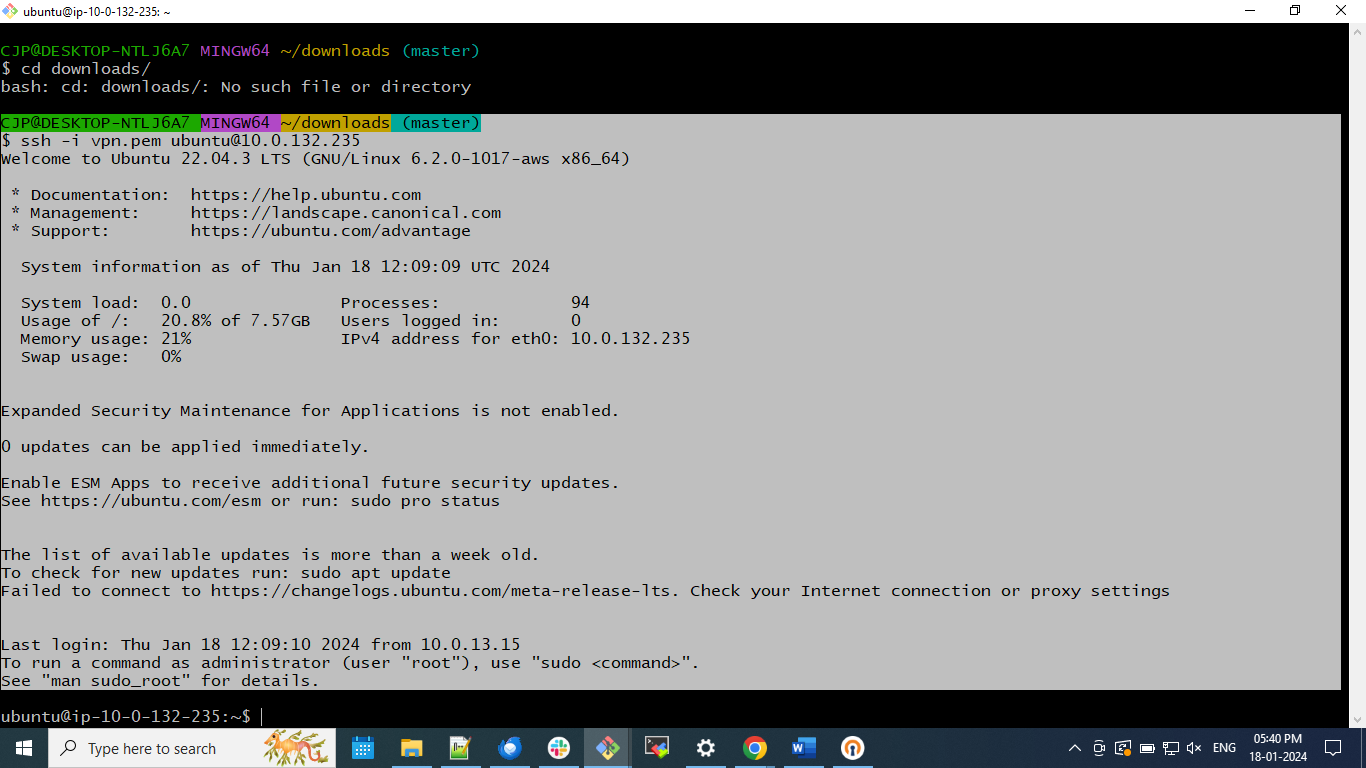 ubuntu@ip-10-0-132-235: ~
CJP@DESKTOP-NTLJ6A7 MINGW64 ~/downloads (master)
$ cd downloads/
bash: cd: downloads/: No such file or directory
CJP@DESKTOP-NTLJ6A7 MINGW64 ~/downloads (master)
$ ssh -i vpn.pem ubuntu@10.0.132.235
Welcome to Ubuntu 22.04.3 LTS (GNU/Linux 6.2.0-1017-aws x86_64)
* Documentation:  https://help.ubuntu.com
* Management:     https://landscape.canonical.com
* Support:        https://ubuntu.com/advantage
System information as of Thu Jan 18 12:09:09 UTC 2024
System load:  0.0               Processes:             94
Usage of /:   20.8% of 7.57GB   Users logged in:       0
Memory usage: 21%               IPv4 address for eth0: 10.0.132.235
Swap usage:   0%
Expanded Security Maintenance for Applications is not enabled.
0 updates can be applied immediately.
Enable ESM Apps to receive additional future security updates.
See https://ubuntu.com/esm or run: sudo pro status
The list of available updates is more than a week old.
To check for new updates run: sudo apt update
Failed to connect to https://changelogs.ubuntu.com/meta-release-lts. Check your Internet connection or proxy settings
Last login: Thu Jan 18 12:09:10 2024 from 10.0.13.15
To run a command as administrator (user "root"), use "sudo <command>".
See "man sudo_root" for details.
ubuntu@ip-10-0-132-235:~$
Type here to search
ENG
05:40 PM
18-01-2024